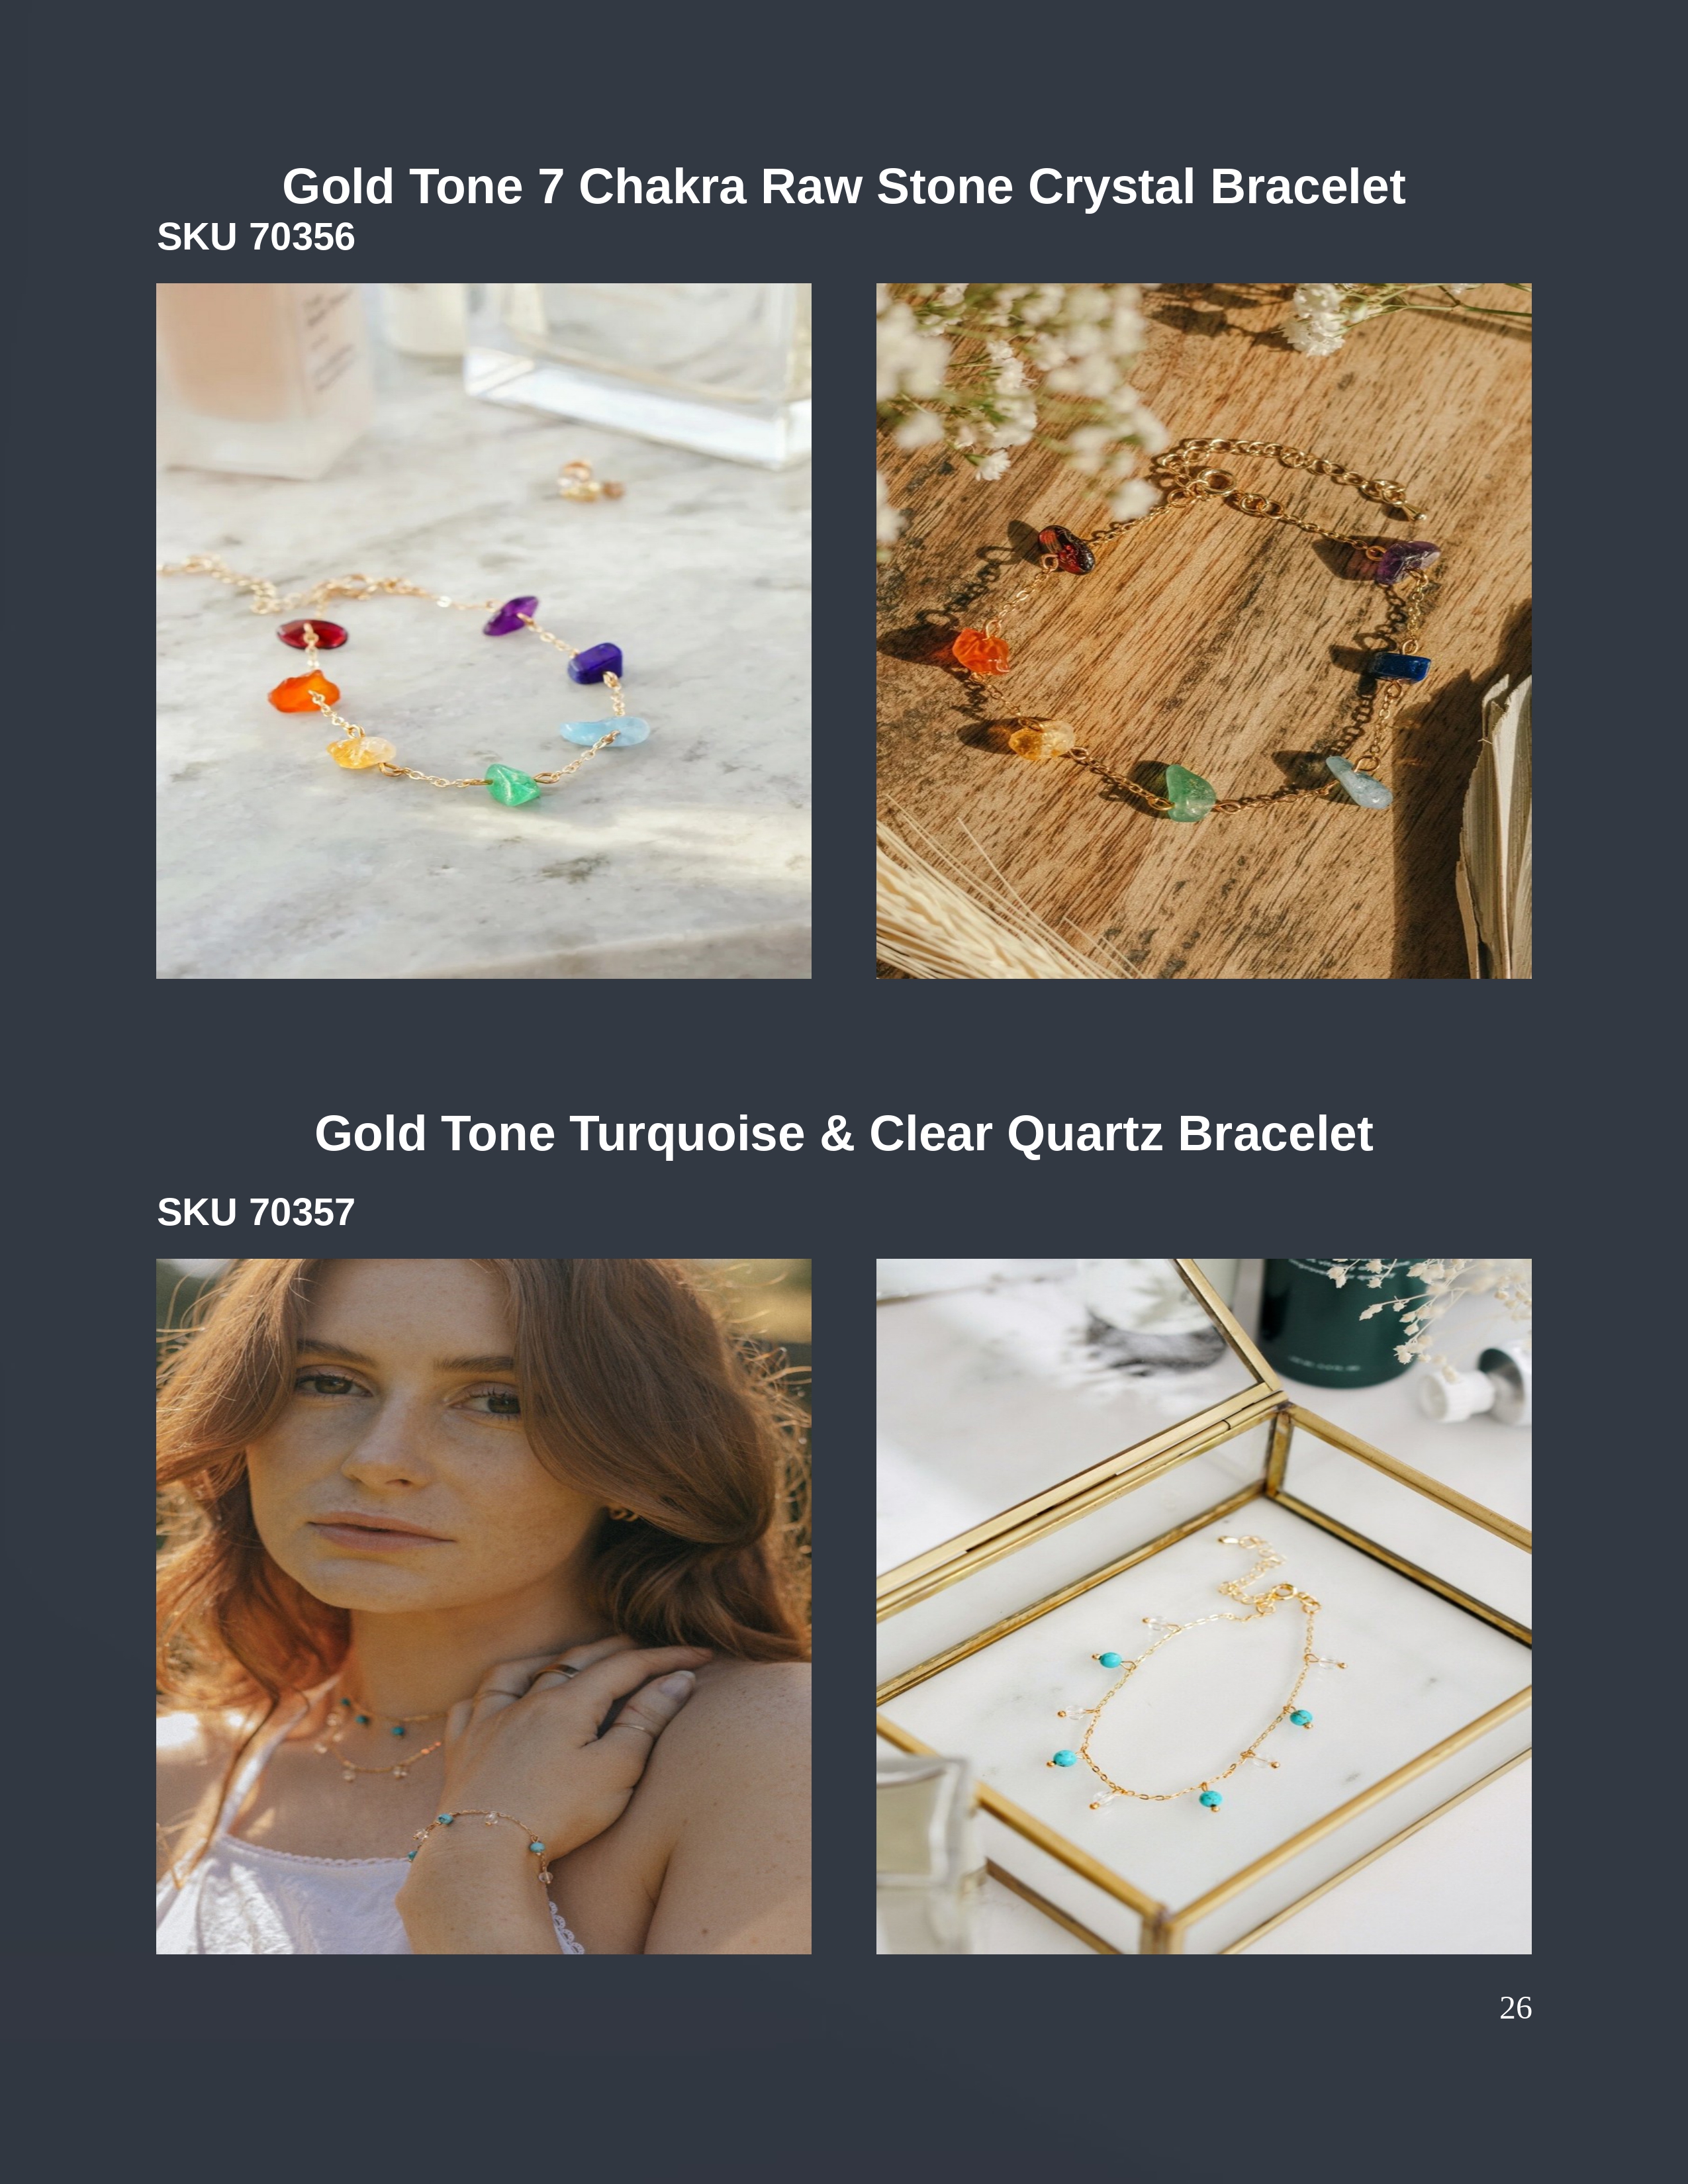 Gold Tone 7 Chakra Raw Stone Crystal Bracelet
SKU 70356
Gold Tone Turquoise & Clear Quartz Bracelet
SKU 70357
26